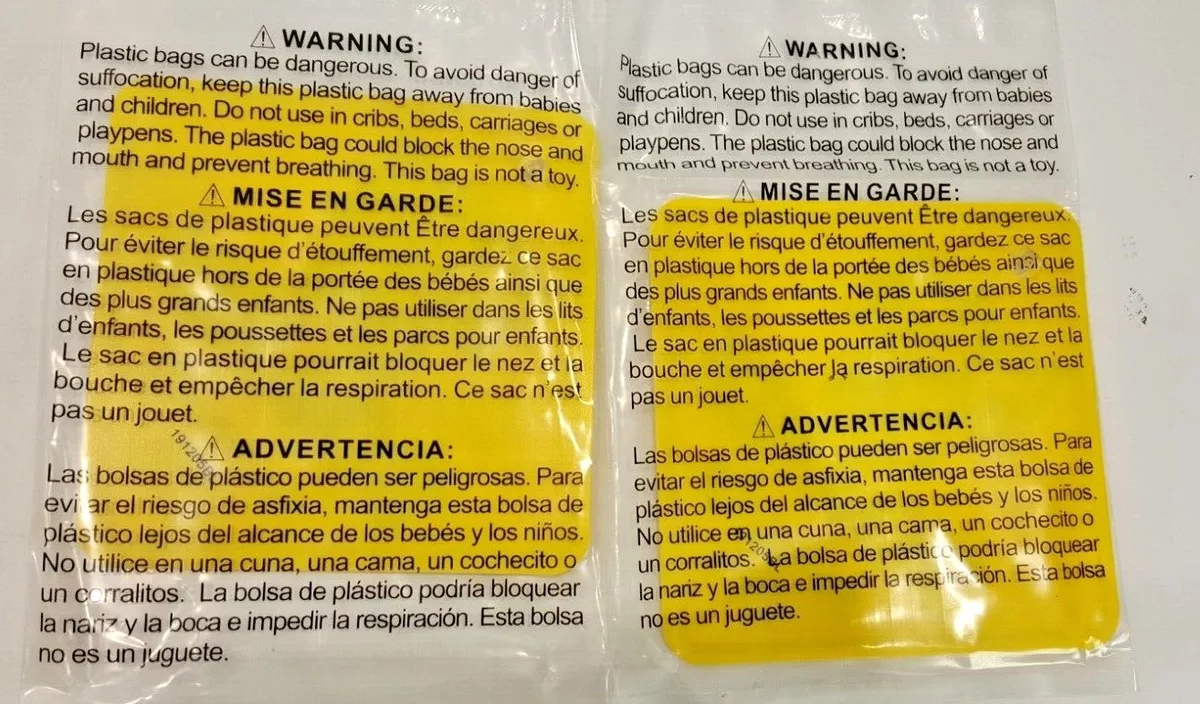 ⚠ WARNING:
Plastic bags can be dangerous. To avoid danger of
suffocation, keep this plastic bag away from babies
and children. Do not use in cribs, beds, carriages or
playpens. The plastic bag could block the nose and
mouth and prevent breathing. This bag is not a toy.
⚠ MISE EN GARDE:
Les sacs de plastique peuvent Être dangereux.
Pour éviter le risque d'étouffement, gardez ce sac
en plastique hors de la portée des bébés ainsi que
des plus grands enfants. Ne pas utiliser dans les lits
d'enfants, les poussettes et les parcs pour enfants.
Le sac en plastique pourrait bloquer le nez et la
bouche et empêcher la respiration. Ce sac n'est
pas un jouet.
⚠ ADVERTENCIA:
Las bolsas de plástico pueden ser peligrosas. Para
evitar el riesgo de asfixia, mantenga esta bolsa de
plástico lejos del alcance de los bebés y los niños.
No utilice en una cuna, una cama, un cochecito o
un corralitos. La bolsa de plástico podría bloquear
la nariz y la boca e impedir la respiración. Esta bolsa
no es un juguete.
⚠ WARNING:
Plastic bags can be dangerous. To avoid danger of
suffocation, keep this plastic bag away from babies
and children. Do not use in cribs, beds, carriages or
playpens. The plastic bag could block the nose and
mouth and prevent breathing. This bag is not a toy.
⚠ MISE EN GARDE:
Les sacs de plastique peuvent Être dangereux.
Pour éviter le risque d'étouffement, gardez ce sac
en plastique hors de la portée des bébés ainsi que
des plus grands enfants. Ne pas utiliser dans les lits
d'enfants, les poussettes et les parcs pour enfants.
Le sac en plastique pourrait bloquer le nez et la
bouche et empêcher la respiration. Ce sac n'est
pas un jouet.
⚠ ADVERTENCIA:
Las bolsas de plástico pueden ser peligrosas. Para
evitar el riesgo de asfixia, mantenga esta bolsa de
plástico lejos del alcance de los bebés y los niños.
No utilice en una cuna, una cama, un cochecito o
un corralitos. La bolsa de plástico podría bloquear
la nariz y la boca e impedir la respiración. Esta bolsa
no es un juguete.